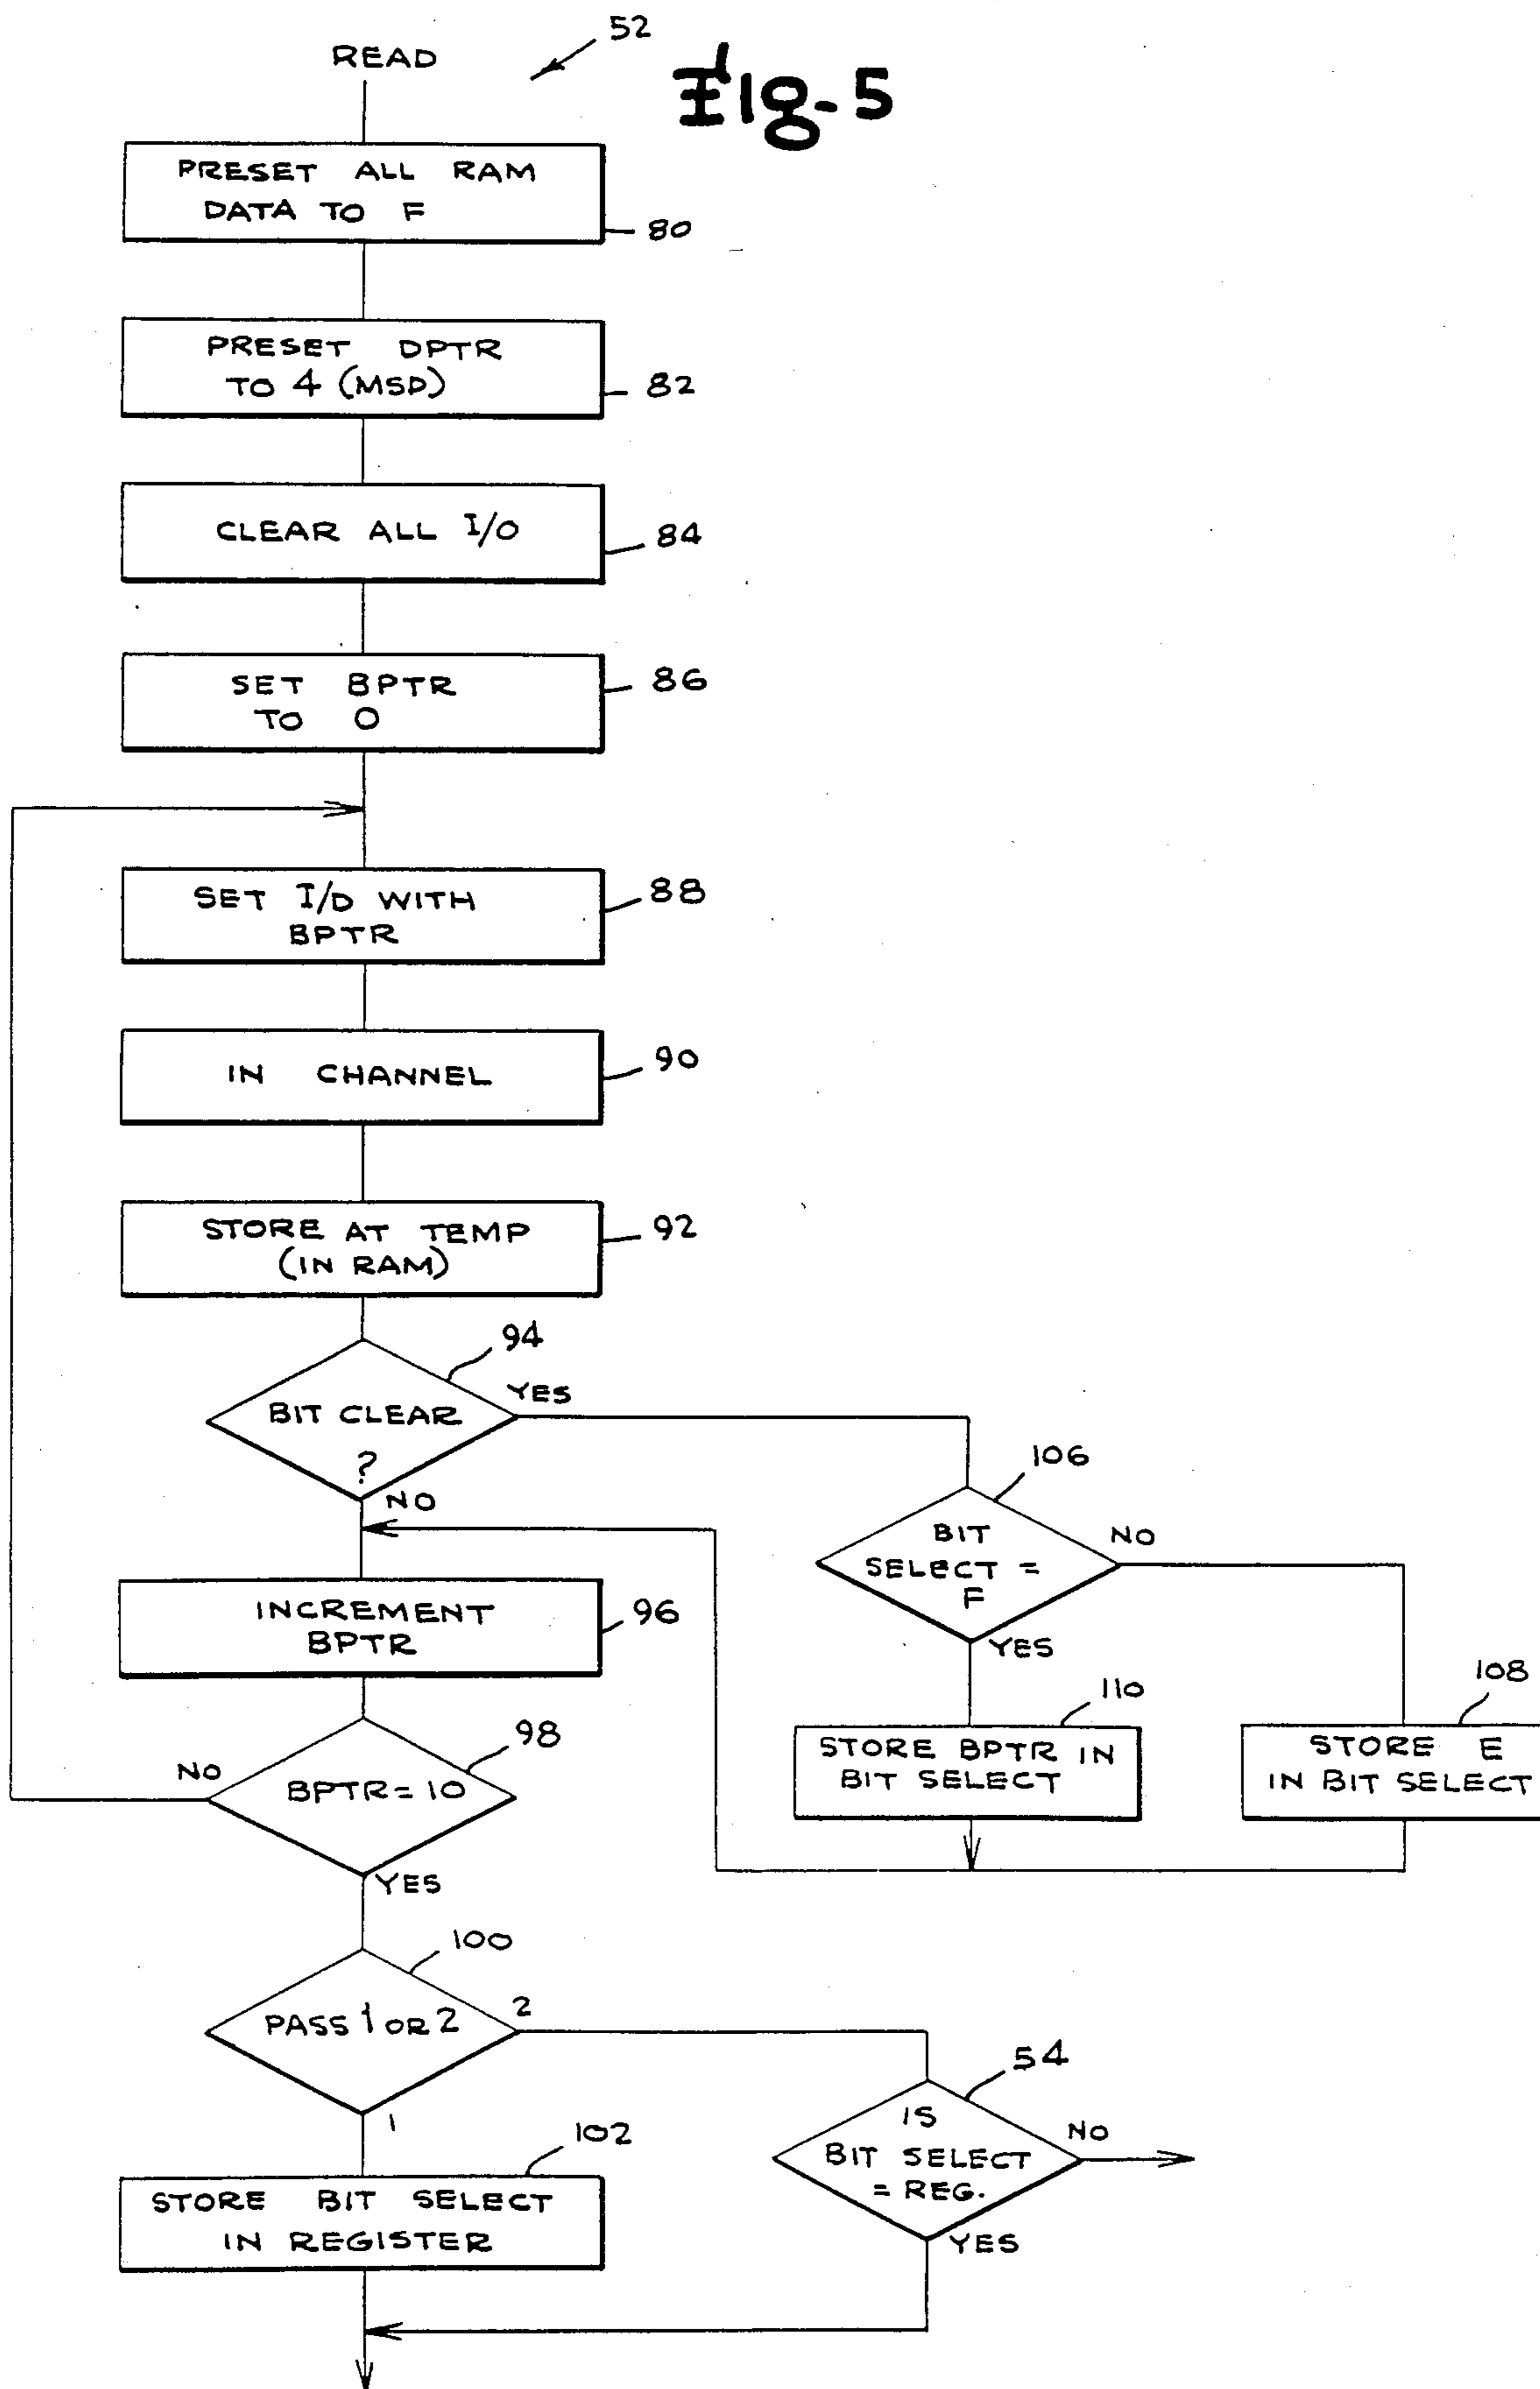 52
READ
Fig-5
PRESET ALL RAM
DATA TO F
80
PRESET DPTR
TO 4 (MSD)
82
CLEAR ALL I/O
84
SET BPTR
TO 0
86
SET I/D WITH
BPTR
88
IN CHANNEL
90
STORE AT TEMP
(IN RAM)
92
94
BIT CLEAR
?
YES
NO
106
BIT
SELECT =
F
NO
YES
INCREMENT
BPTR
96
110
STORE BPTR IN
BIT SELECT
108
STORE E
IN BIT SELECT
98
BPTR=10
NO
YES
100
PASS 1 OR 2
2
1
54
IS
BIT SELECT
= REG.
NO
YES
102
STORE BIT SELECT
IN REGISTER